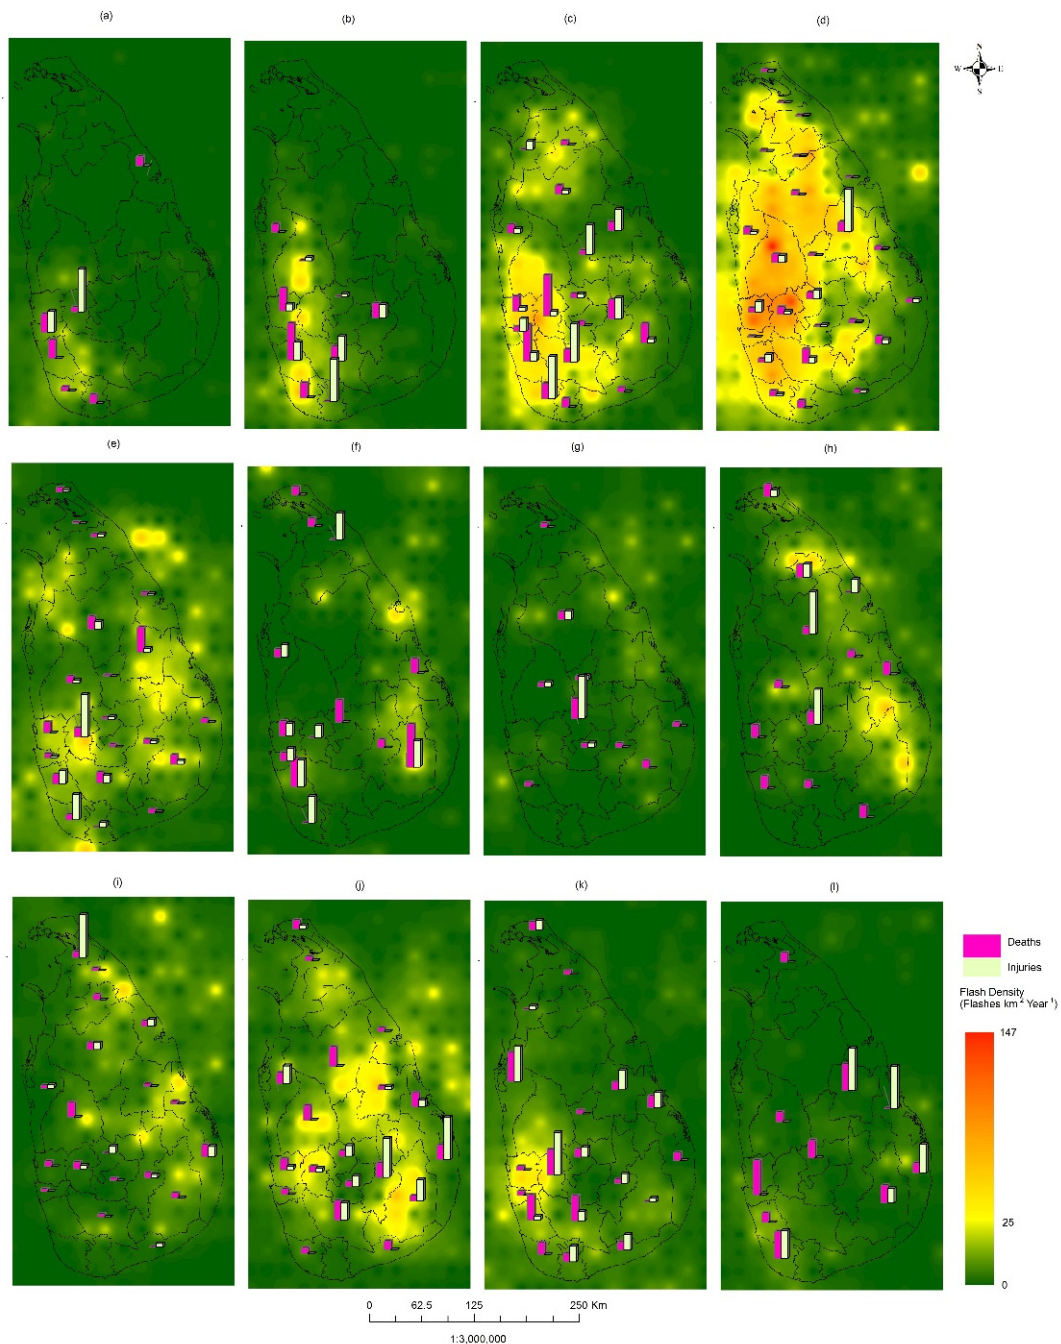 (a)
(b)
(c)
(d)
N
W E
S
(e)
(f)
(g)
(h)
(i)
(j)
(k)
(l)
Deaths
Injuries
Flash Density
(Flashes km⁻² Year⁻¹)
147
25
0
0 62.5 125 250 Km
1:3,000,000